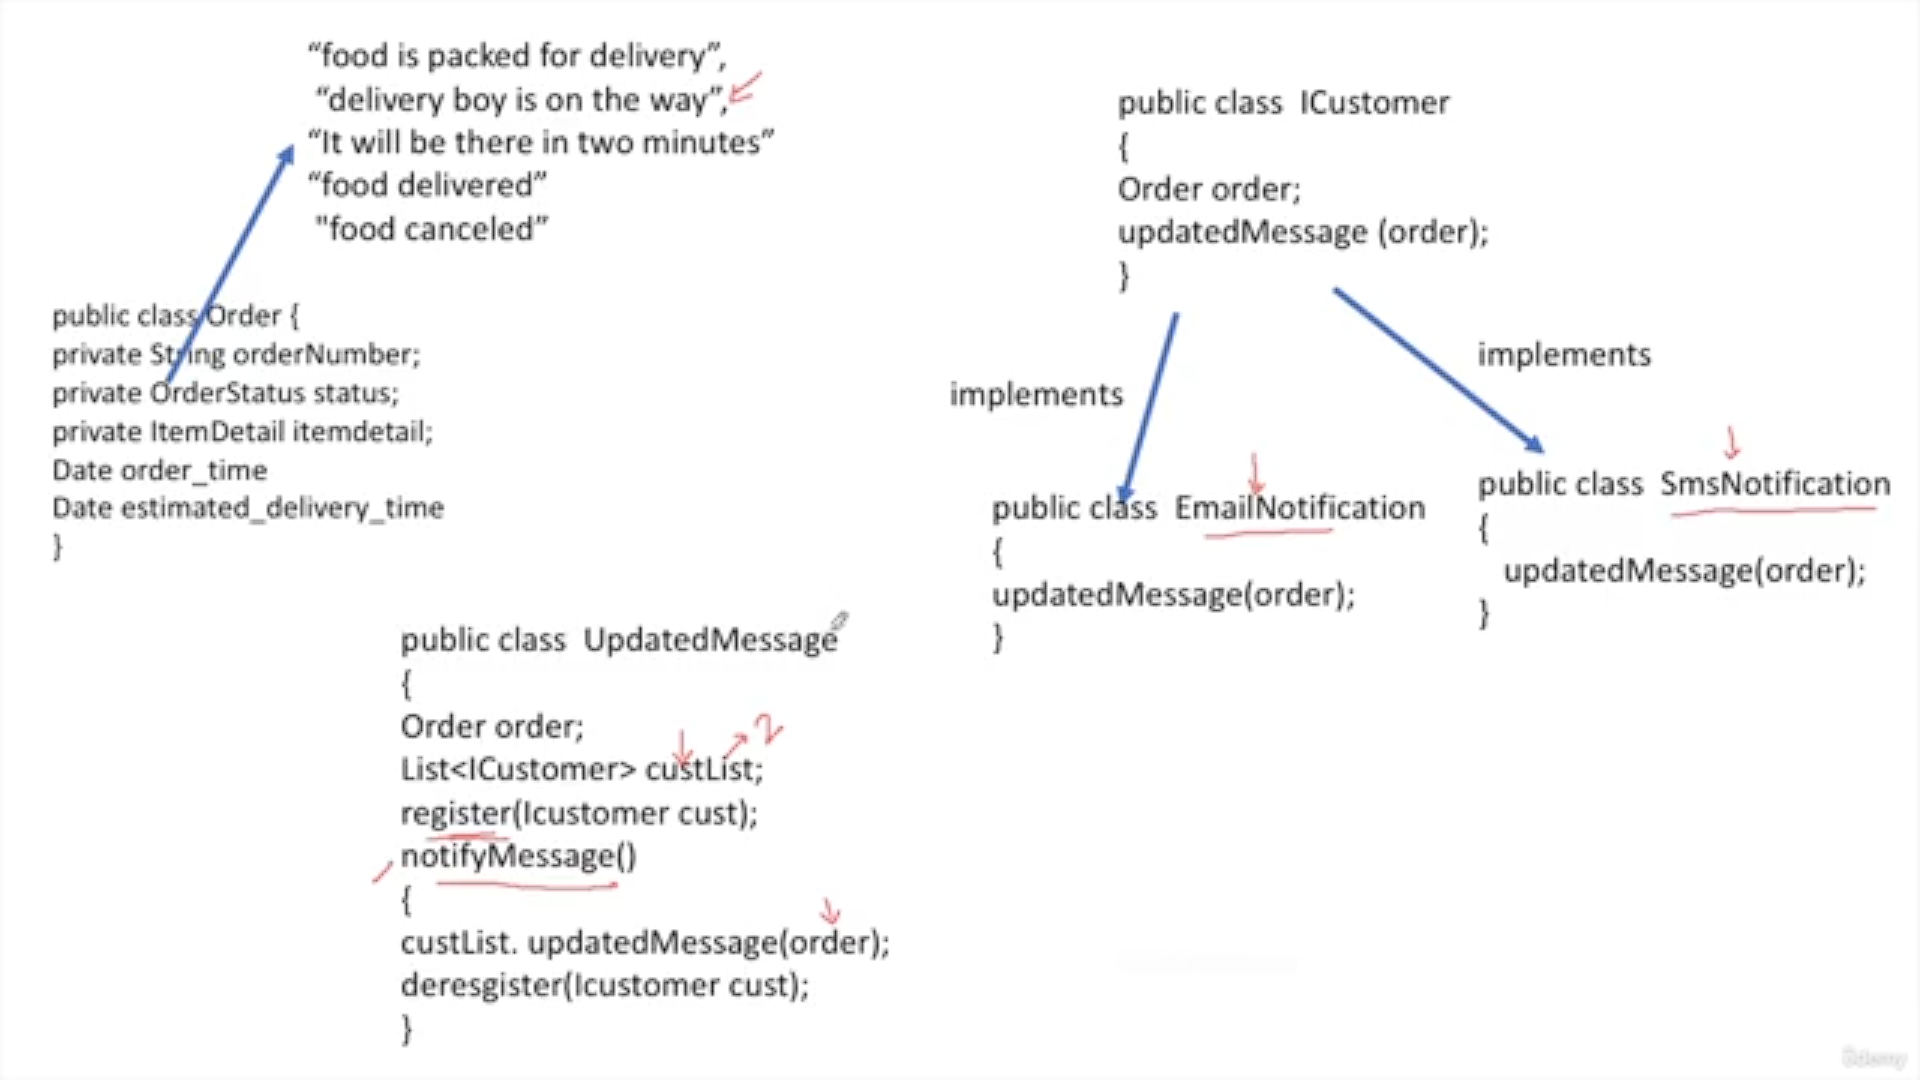 “food is packed for delivery”,
“delivery boy is on the way”,
“It will be there in two minutes”
“food delivered”
"food canceled”
public class Order {
private String orderNumber;
private OrderStatus status;
private ItemDetail itemdetail;
Date order_time
Date estimated_delivery_time
}
public class ICustomer
{
Order order;
updatedMessage (order);
}
implements
implements
public class EmailNotification
{
updatedMessage(order);
}
public class SmsNotification
{
updatedMessage(order);
}
public class UpdatedMessage
{
Order order;
2
List<ICustomer> custList;
register(Icustomer cust);
notifyMessage()
{
custList. updatedMessage(order);
deresgister(Icustomer cust);
}
ûdemy